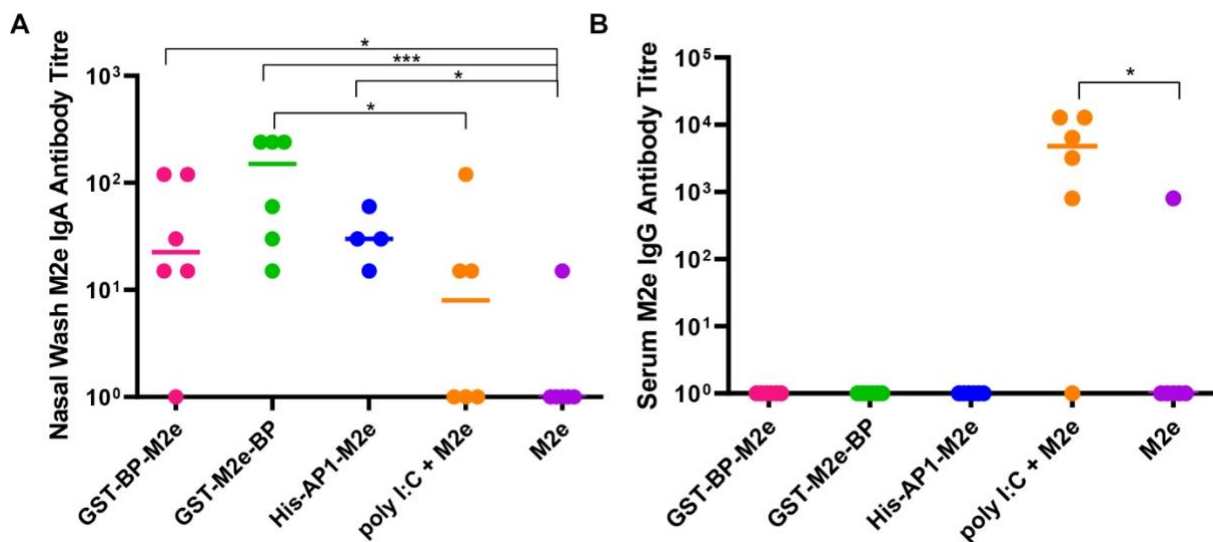 A
Nasal Wash M2e IgA Antibody Titre
10³
10²
10¹
10⁰
*
***
*
*
GST-BP-M2e
GST-M2e-BP
His-AP1-M2e
poly I:C + M2e
M2e
B
Serum M2e IgG Antibody Titre
10⁵
10⁴
10³
10²
10¹
10⁰
*
GST-BP-M2e
GST-M2e-BP
His-AP1-M2e
poly I:C + M2e
M2e